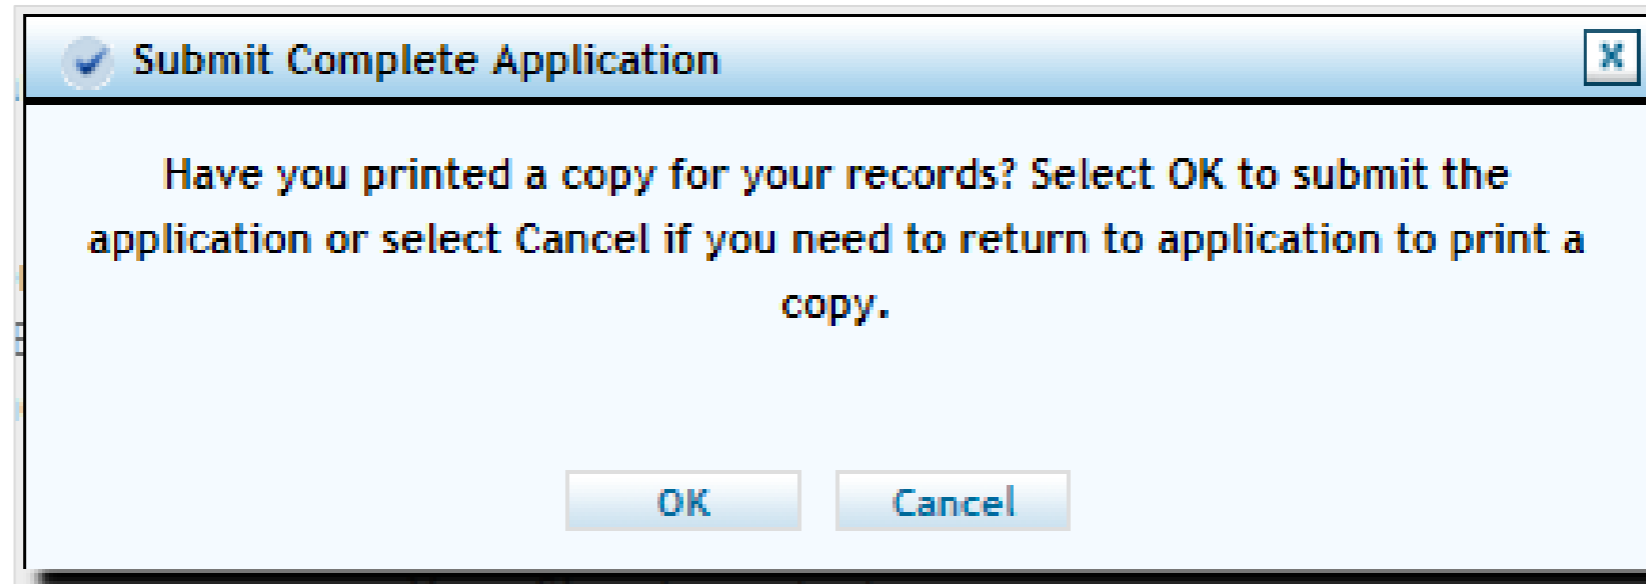 Submit Complete Application
Have you printed a copy for your records? Select OK to submit the
application or select Cancel if you need to return to application to print a
copy.
OK
Cancel